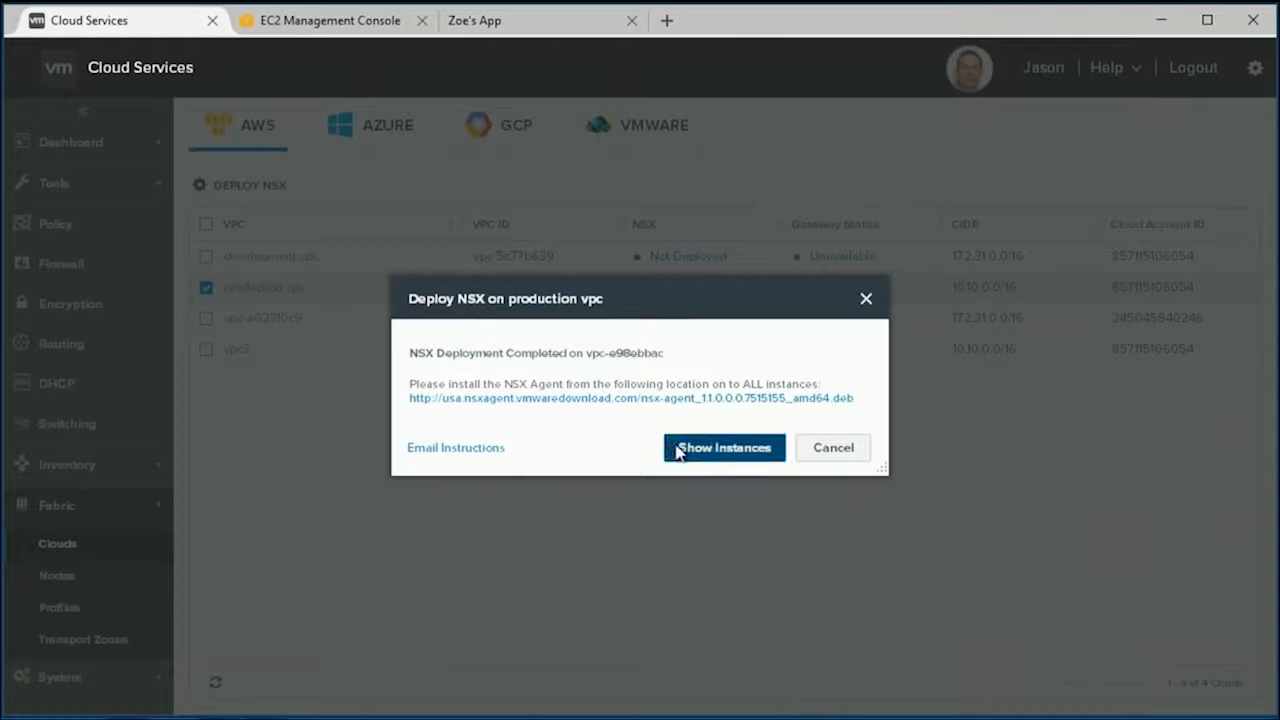 vm Cloud Services
EC2 Management Console
Zoe's App
vm Cloud Services
Jason | Help | Logout
Dashboard
Tools
Policy
Firewall
Encryption
Routing
DHCP
Switching
Inventory
Fabric
Clouds
Nodes
Profiles
Transport Zones
System
AWS AZURE GCP VMWARE
DEPLOY NSX
VPC VPC ID NSX Gateway Status CIDR Cloud Account ID
development vpc vpc-5c77b639 Not Deployed Unavailable 172.31.0.0/16 857115106054
production vpc 10.10.0.0/16 857115106054
vpc-a82310c9 172.31.0.0/16 245045840246
vpc2 10.10.0.0/16 857115106054
Deploy NSX on production vpc
NSX Deployment Completed on vpc-e98ebbac
Please install the NSX Agent from the following location on to ALL instances:
http://usa.nsxagent.vmwaredownload.com/nsx-agent_1.1.0.0.0.7515155_amd64.deb
Email Instructions
Show Instances
Cancel
1 - 4 of 4 Clouds